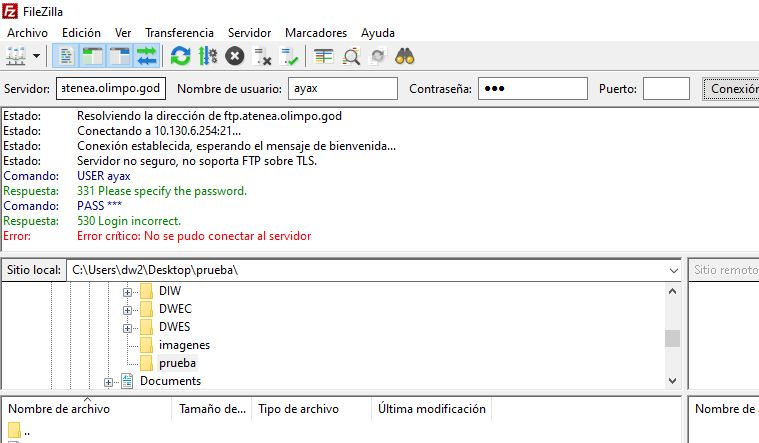 FileZilla
Archivo Edición Ver Transferencia Servidor Marcadores Ayuda
Servidor: atenea.olimpo.god Nombre de usuario: ayax Contraseña: ●●● Puerto: Conexión
Estado: Resolviendo la dirección de ftp.atenea.olimpo.god
Estado: Conectando a 10.130.6.254:21...
Estado: Conexión establecida, esperando el mensaje de bienvenida...
Estado: Servidor no seguro, no soporta FTP sobre TLS.
Comando: USER ayax
Respuesta: 331 Please specify the password.
Comando: PASS ***
Respuesta: 530 Login incorrect.
Error: Error crítico: No se pudo conectar al servidor
Sitio local: C:\Users\dw2\Desktop\prueba\ Sitio remoto
DIW
DWEC
DWES
imagenes
prueba
Documents
Nombre de archivo Tamaño de... Tipo de archivo Última modificación Nombre de
..